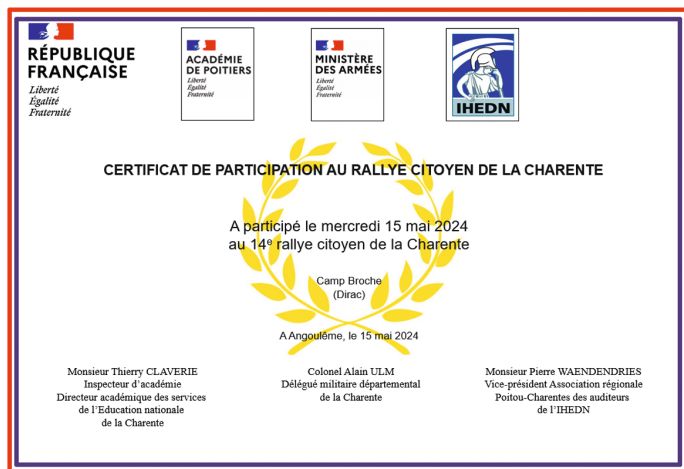 RÉPUBLIQUE
FRANÇAISE
Liberté
Égalité
Fraternité
ACADÉMIE
DE POITIERS
Liberté
Égalité
Fraternité
MINISTÈRE
DES ARMÉES
Liberté
Égalité
Fraternité
IHEDN
CERTIFICAT DE PARTICIPATION AU RALLYE CITOYEN DE LA CHARENTE
A participé le mercredi 15 mai 2024
au 14e rallye citoyen de la Charente
Camp Broche
(Dirac)
A Angoulême, le 15 mai 2024
Monsieur Thierry CLAVERIE
Inspecteur d’académie
Directeur académique des services
de l’Education nationale
de la Charente
Colonel Alain ULM
Délégué militaire départemental
de la Charente
Monsieur Pierre WAENDENDRIES
Vice-président Association régionale
Poitou-Charentes des auditeurs
de l’IHEDN